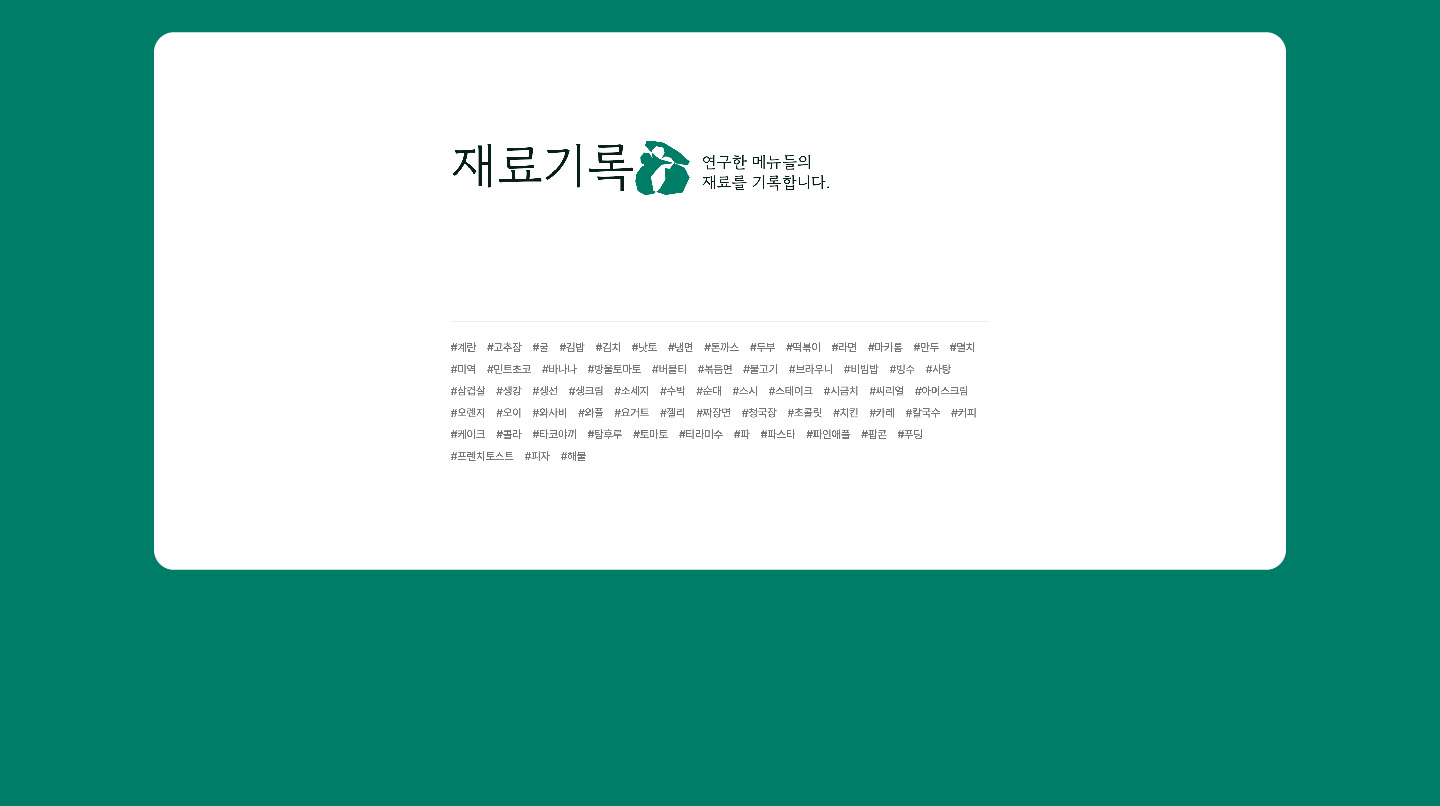 재료기록
연구한 메뉴들의
재료를 기록합니다.
#계란 #고추장 #굴 #김밥 #김치 #낫토 #냉면 #돈까스 #두부 #떡볶이 #라면 #마카롱 #만두 #멸치
#미역 #민트초코 #바나나 #방울토마토 #버블티 #볶음면 #불고기 #브라우니 #비빔밥 #빙수 #사탕
#삼겹살 #생강 #생선 #생크림 #소세지 #수박 #순대 #스시 #스테이크 #시금치 #씨리얼 #아이스크림
#오렌지 #오이 #와사비 #와플 #요거트 #젤리 #짜장면 #청국장 #초콜릿 #치킨 #카레 #칼국수 #커피
#케이크 #콜라 #타코야끼 #탕후루 #토마토 #티라미수 #파 #파스타 #파인애플 #팝콘 #푸딩
#프렌치토스트 #피자 #해물